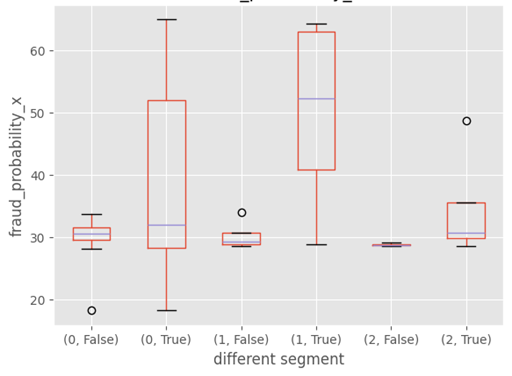 fraud_probability_x
60
50
40
30
20
(0, False) (0, True) (1, False) (1, True) (2, False) (2, True)
different segment